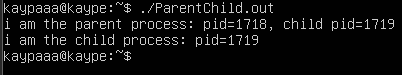 kaypaaa@kaype:~$ ./ParentChild.out
i am the parent process: pid=1718, child pid=1719
i am the child process: pid=1719
kaypaaa@kaype:~$